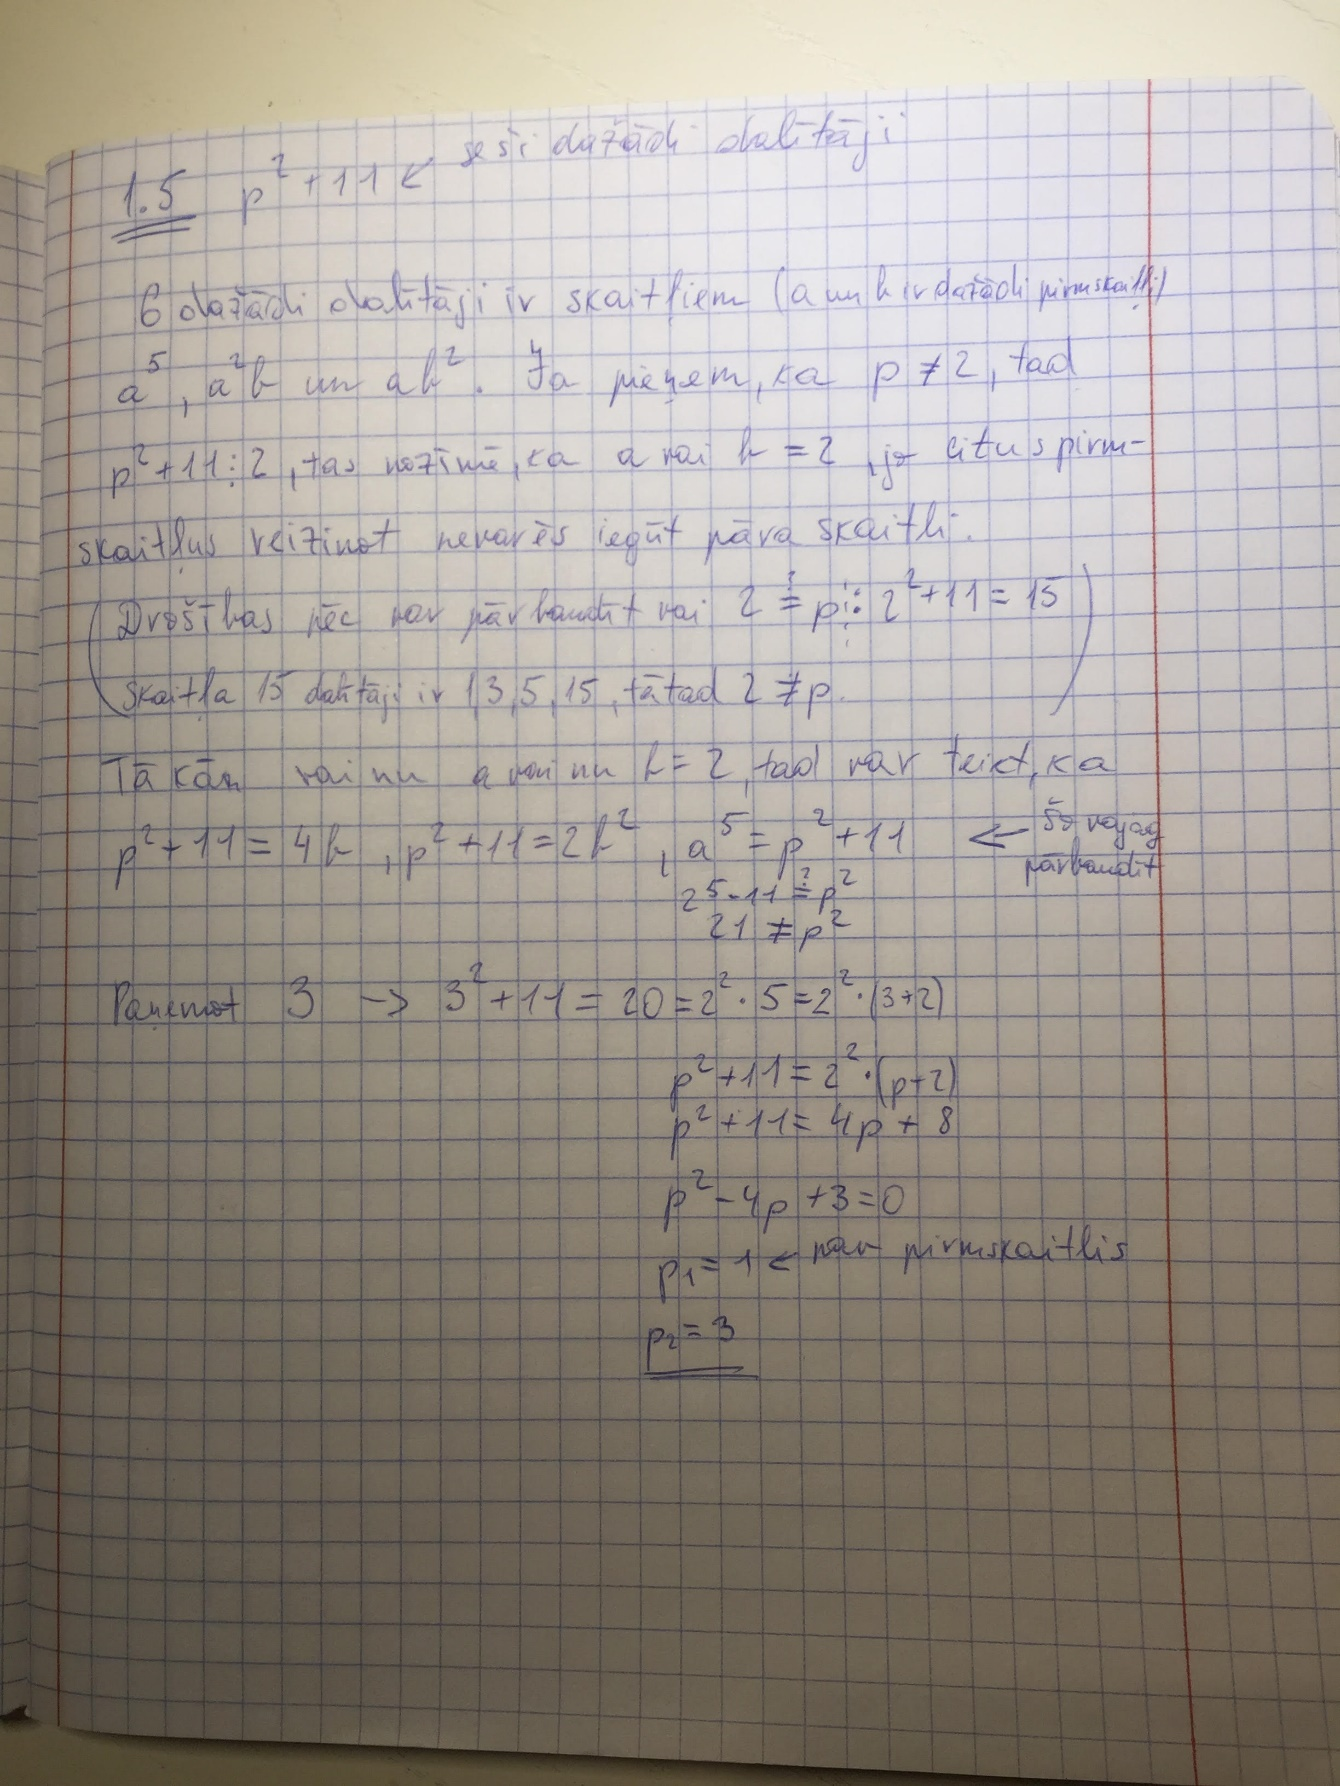 seši dažādi dalītāji
1.5 p²+11 ←
6 dažādi dalītāji ir skaitļiem (a un b ir dažādi pirmskaitļi)
a⁵, a²b un ab². Ja pieņem, ka p ≠ 2, tad
p²+11⋮2, tas nozīmē, ka a vai b = 2, jo citus pirm-
skaitļus reizinot nevarēs iegūt pāra skaitli.
(Drošības pēc var pārbaudīt vai 2 ≟ p: 2²+11=15
skaitļa 15 dalītāji ir 1,3,5,15, tātad 2 ≠ p.)
Tā kā vai nu a vai nu b = 2, tad var teikt, ka
p²+11 = 4b, p²+11 = 2b², a⁵ = p²+11 ← Šo vajag
pārbaudīt
2⁵-11 ≟ p²
21 ≠ p²
Paņemot 3 → 3²+11 = 20 = 2²·5 = 2²·(3+2)
p²+11 = 2²·(p+2)
p²+11 = 4p + 8
p²-4p+3=0
p₁ = 1 ← nav pirmskaitlis
p₂ = 3